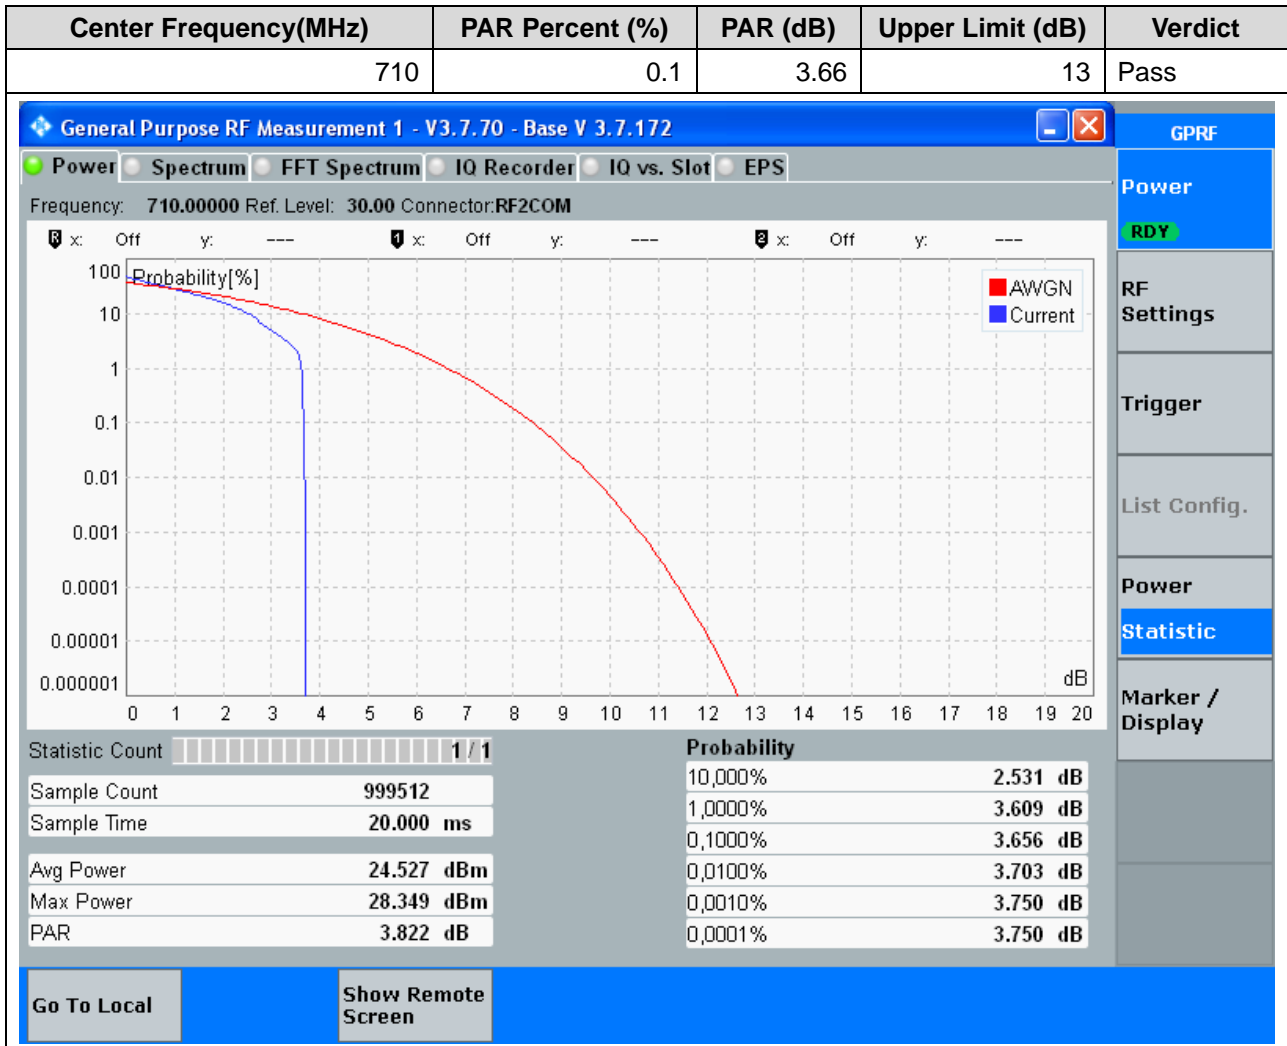 Center Frequency(MHz) PAR Percent (%) PAR (dB) Upper Limit (dB) Verdict
710 0.1 3.66 13 Pass
General Purpose RF Measurement 1 - V3.7.70 - Base V 3.7.172
GPRF
Power Spectrum FFT Spectrum IQ Recorder IQ vs. Slot EPS
Power
RDY
Frequency: 710.00000 Ref. Level: 30.00 Connector:RF2COM
R x: Off y: --- 1 x: Off y: --- 2 x: Off y: ---
Probability[%]
AWGN
Current
100
10
1
0.1
0.01
0.001
0.0001
0.00001
0.000001
dB
0 1 2 3 4 5 6 7 8 9 10 11 12 13 14 15 16 17 18 19 20
RF
Settings
Trigger
List Config.
Power
Statistic
Marker /
Display
Statistic Count 1 / 1
Sample Count 999512
Sample Time 20.000 ms
Avg Power 24.527 dBm
Max Power 28.349 dBm
PAR 3.822 dB
Probability
10,000% 2.531 dB
1,0000% 3.609 dB
0,1000% 3.656 dB
0,0100% 3.703 dB
0,0010% 3.750 dB
0,0001% 3.750 dB
Go To Local
Show Remote
Screen